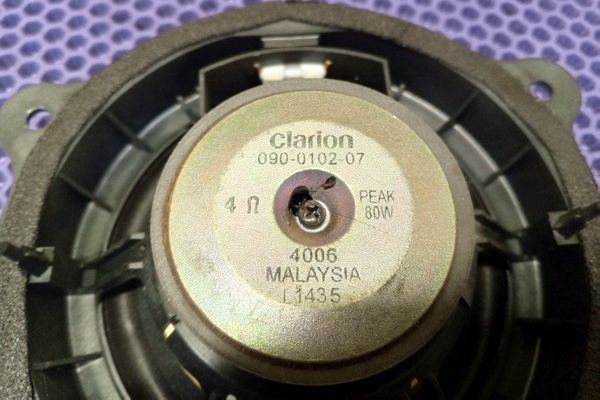 clarion
090-0102-07
4 Ω
PEAK
80W
4006
MALAYSIA
L1435